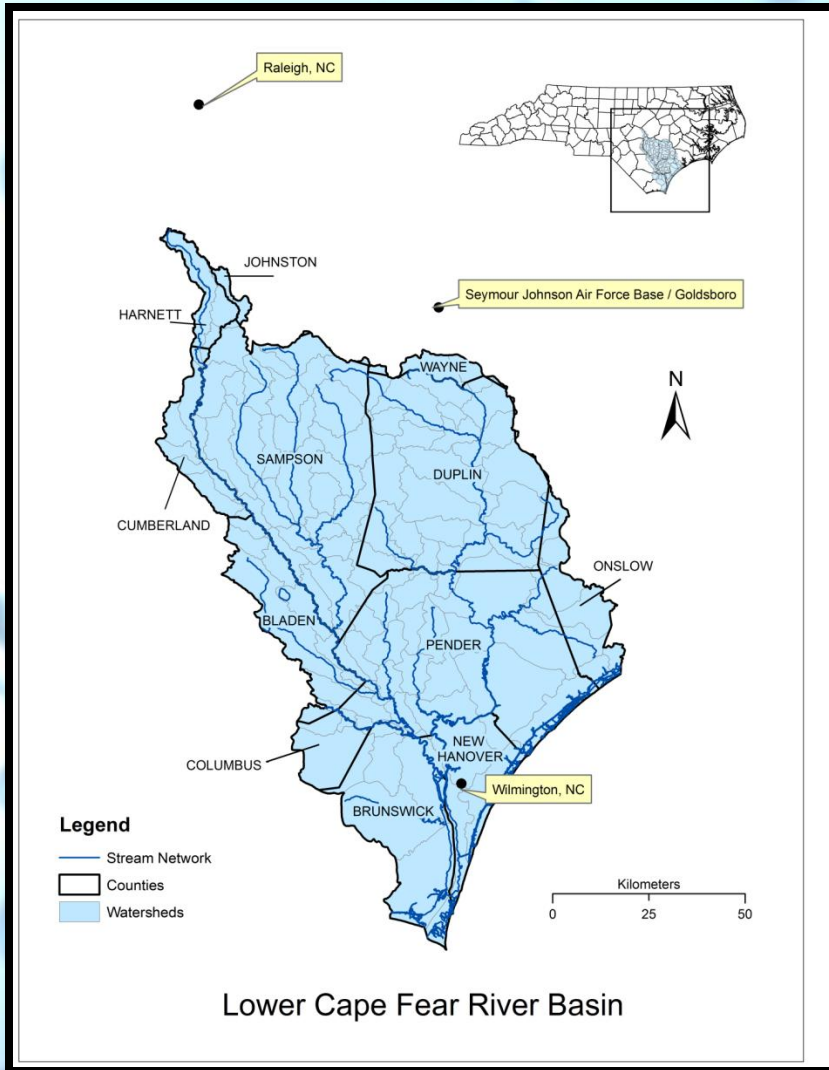 Raleigh, NC
JOHNSTON
Seymour Johnson Air Force Base / Goldsboro
HARNETT
WAYNE
N
SAMPSON
DUPLIN
CUMBERLAND
ONSLOW
BLADEN
PENDER
NEW
HANOVER
COLUMBUS
Wilmington, NC
BRUNSWICK
Legend
Stream Network
Counties
Watersheds
Kilometers
0 25 50
Lower Cape Fear River Basin